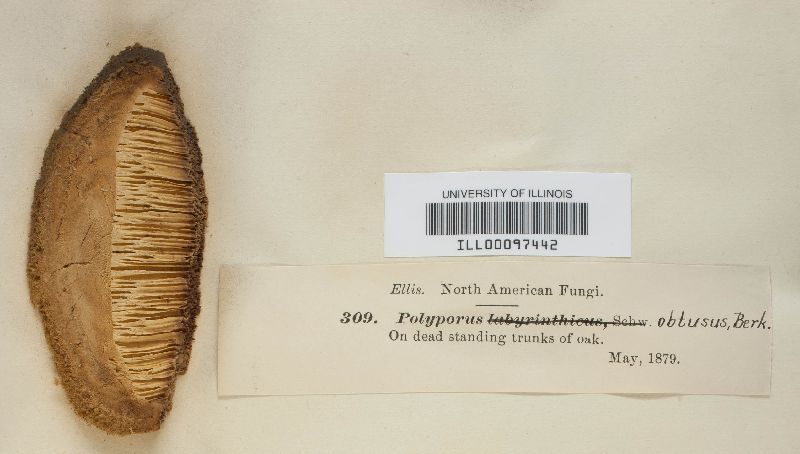 UNIVERSITY OF ILLINOIS
ILL00097442
Ellis. North American Fungi.
309. Polyporus labyrinthicus, Schw. obtusus, Berk.
On dead standing trunks of oak.
May, 1879.